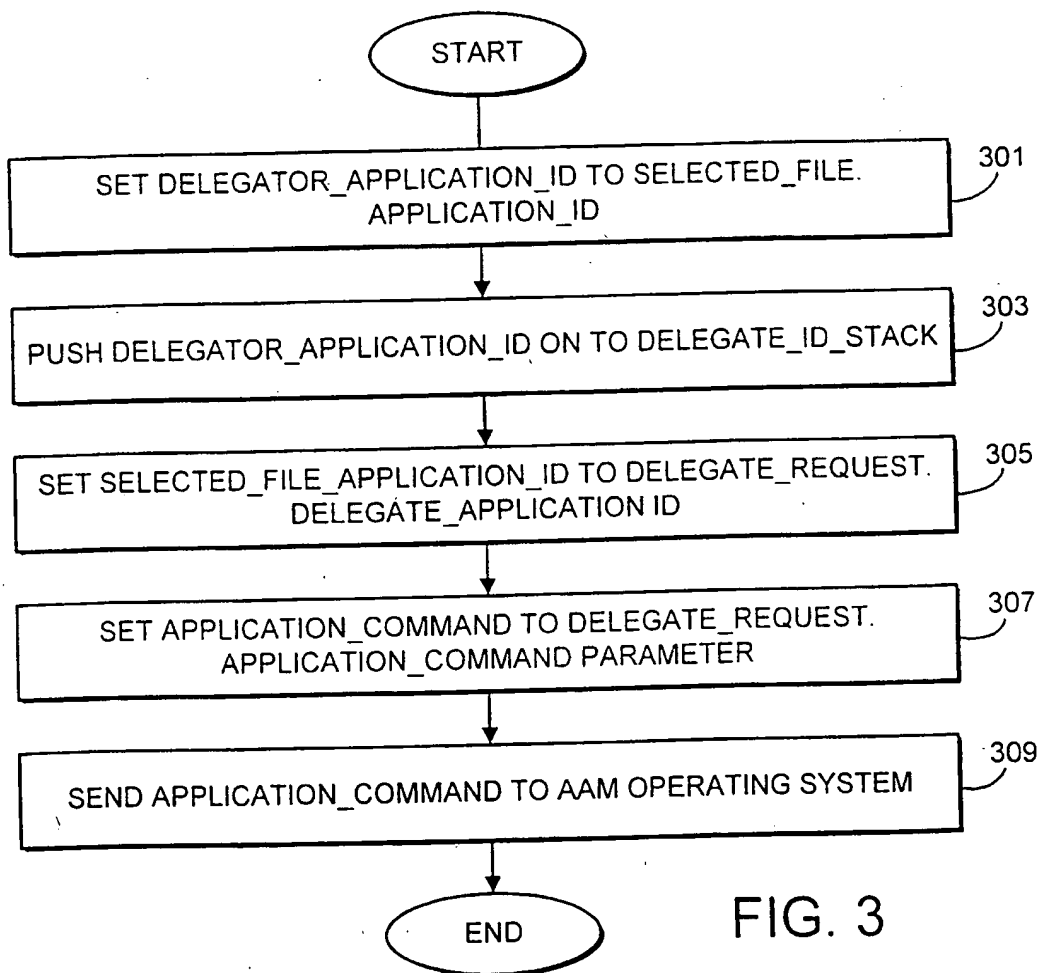 START
SET DELEGATOR_APPLICATION_ID TO SELECTED_FILE.
APPLICATION_ID
301
PUSH DELEGATOR_APPLICATION_ID ON TO DELEGATE_ID_STACK
303
SET SELECTED_FILE_APPLICATION_ID TO DELEGATE_REQUEST.
DELEGATE_APPLICATION ID
305
SET APPLICATION_COMMAND TO DELEGATE_REQUEST.
APPLICATION_COMMAND PARAMETER
307
SEND APPLICATION_COMMAND TO AAM OPERATING SYSTEM
309
END
FIG. 3